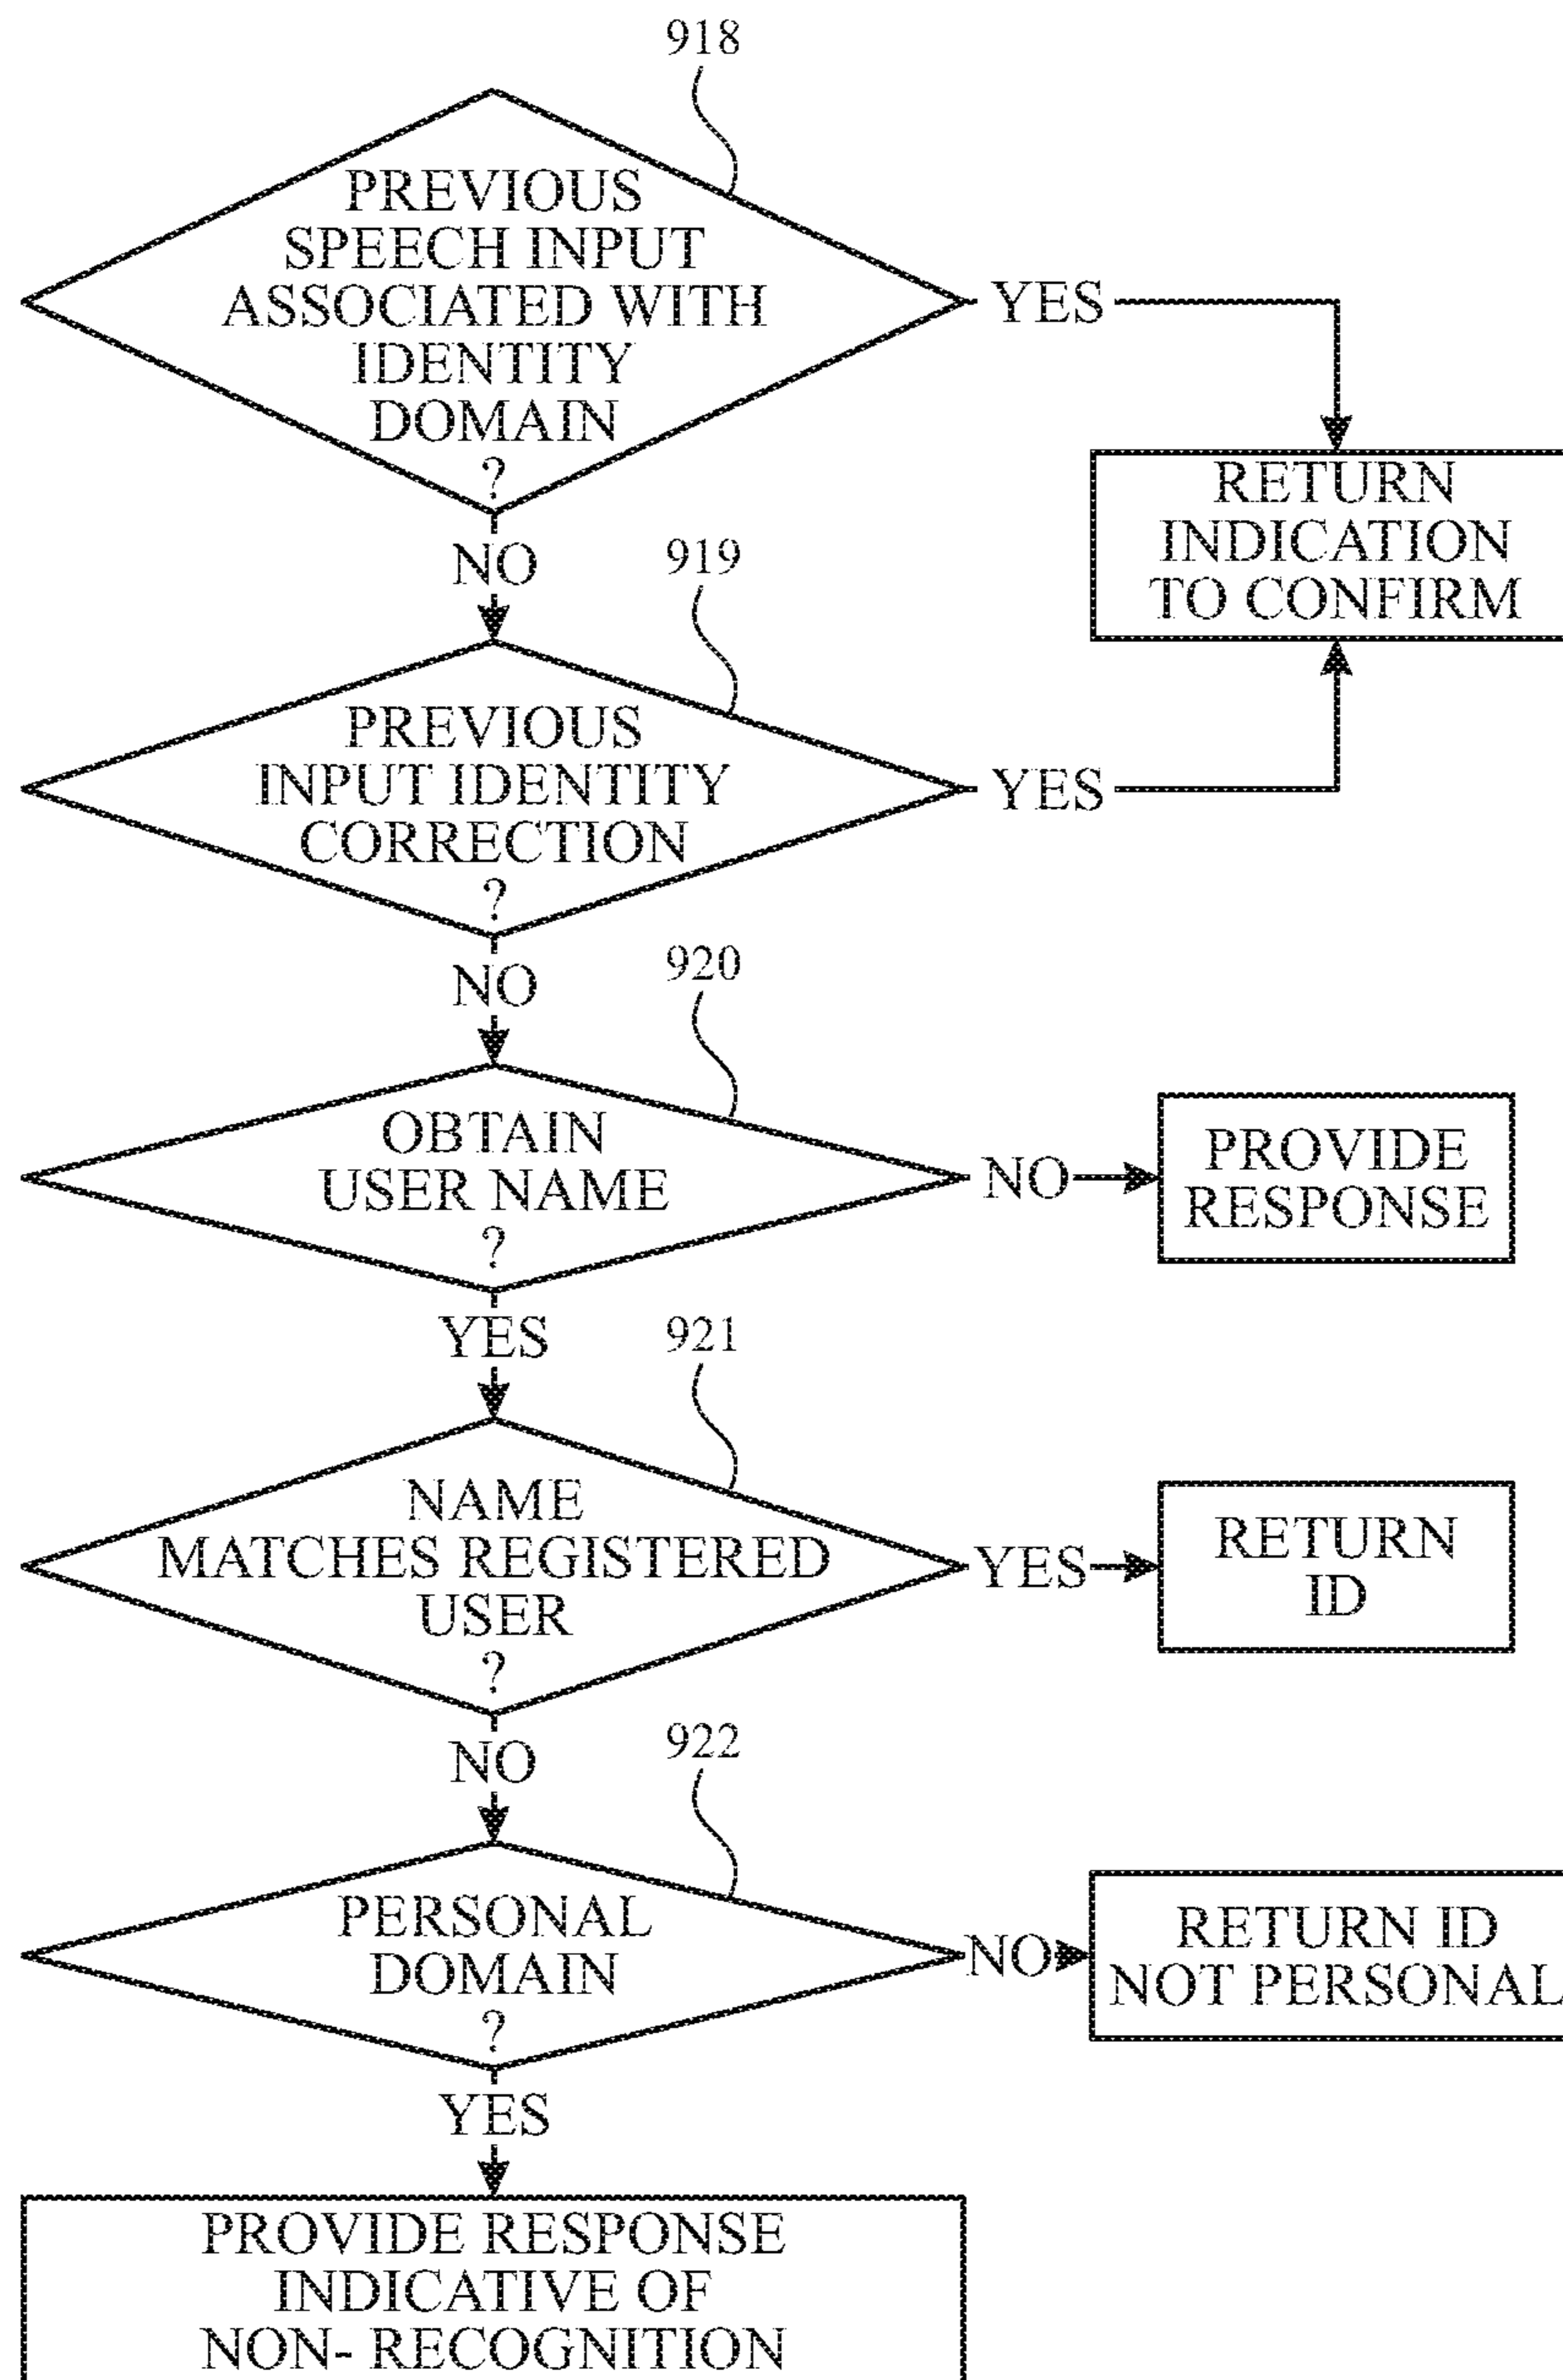 918
PREVIOUS
SPEECH INPUT
ASSOCIATED WITH
IDENTITY
DOMAIN
?
YES
RETURN
INDICATION
TO CONFIRM
NO
919
PREVIOUS
INPUT IDENTITY
CORRECTION
?
YES
NO
920
OBTAIN
USER NAME
?
NO
PROVIDE
RESPONSE
YES
921
NAME
MATCHES REGISTERED
USER
?
YES
RETURN
ID
NO
922
PERSONAL
DOMAIN
?
NO
RETURN ID
NOT PERSONAL
YES
PROVIDE RESPONSE
INDICATIVE OF
NON- RECOGNITION